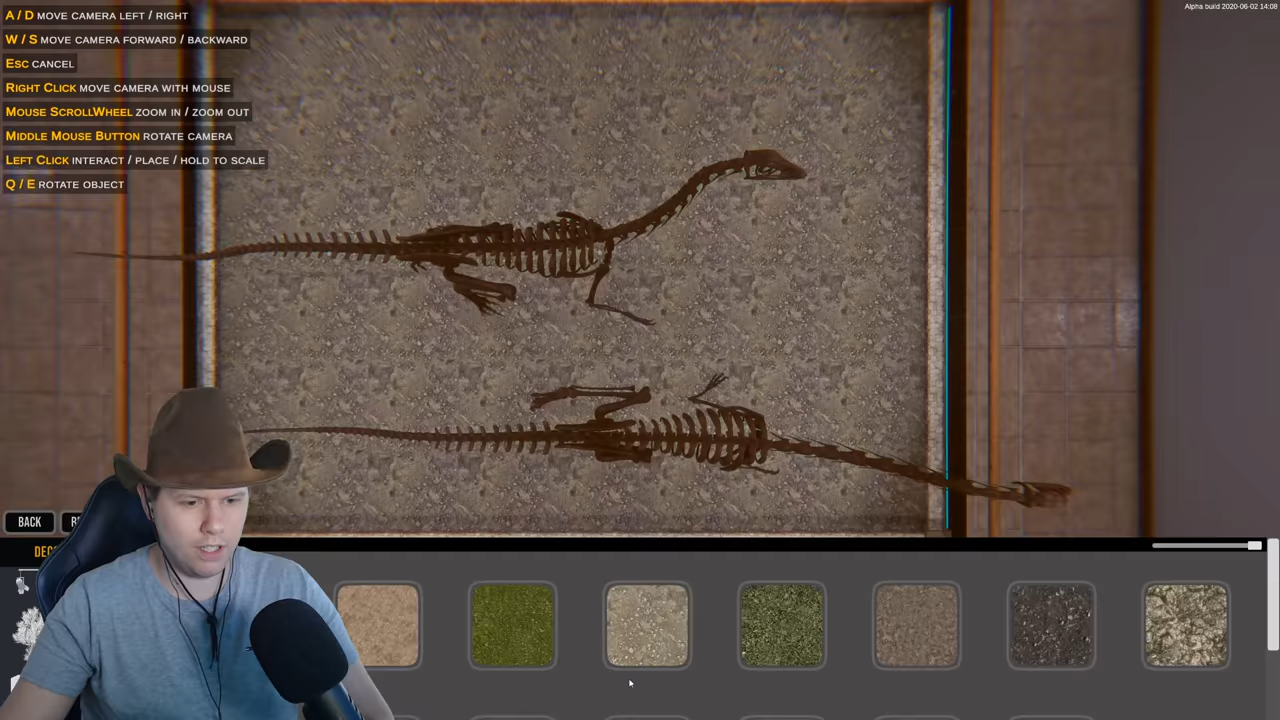 A / D MOVE CAMERA LEFT / RIGHT
Alpha build 2020-06-02 14:08
W / S MOVE CAMERA FORWARD / BACKWARD
ESC CANCEL
RIGHT CLICK MOVE CAMERA WITH MOUSE
MOUSE SCROLLWHEEL ZOOM IN / ZOOM OUT
MIDDLE MOUSE BUTTON ROTATE CAMERA
LEFT CLICK INTERACT / PLACE / HOLD TO SCALE
Q / E ROTATE OBJECT
BACK